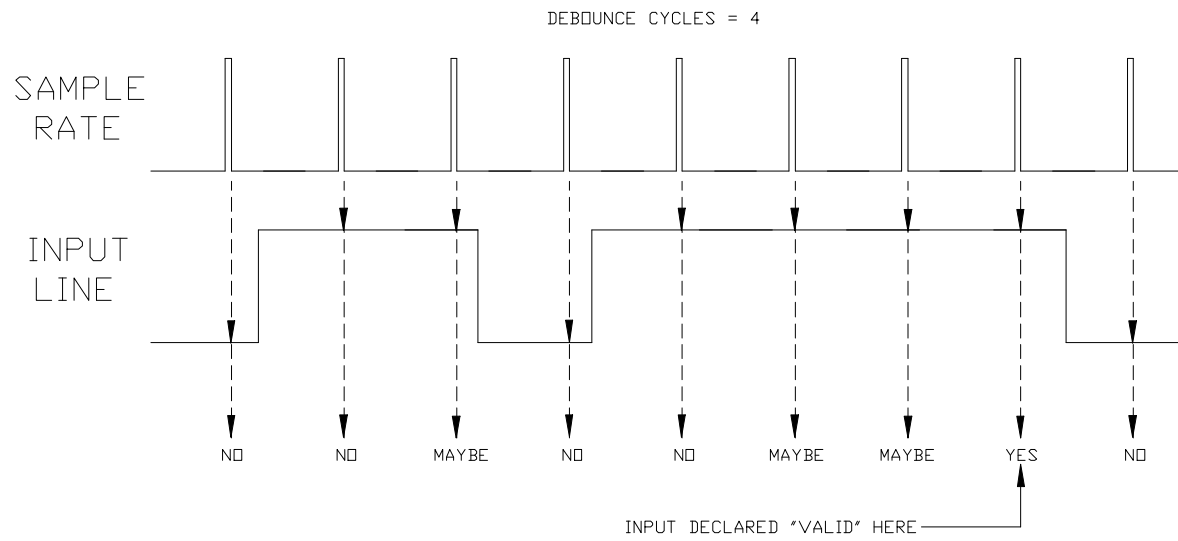 DEBOUNCE CYCLES = 4
SAMPLE
RATE
INPUT
LINE
NO NO MAYBE NO NO MAYBE MAYBE YES NO
INPUT DECLARED "VALID" HERE